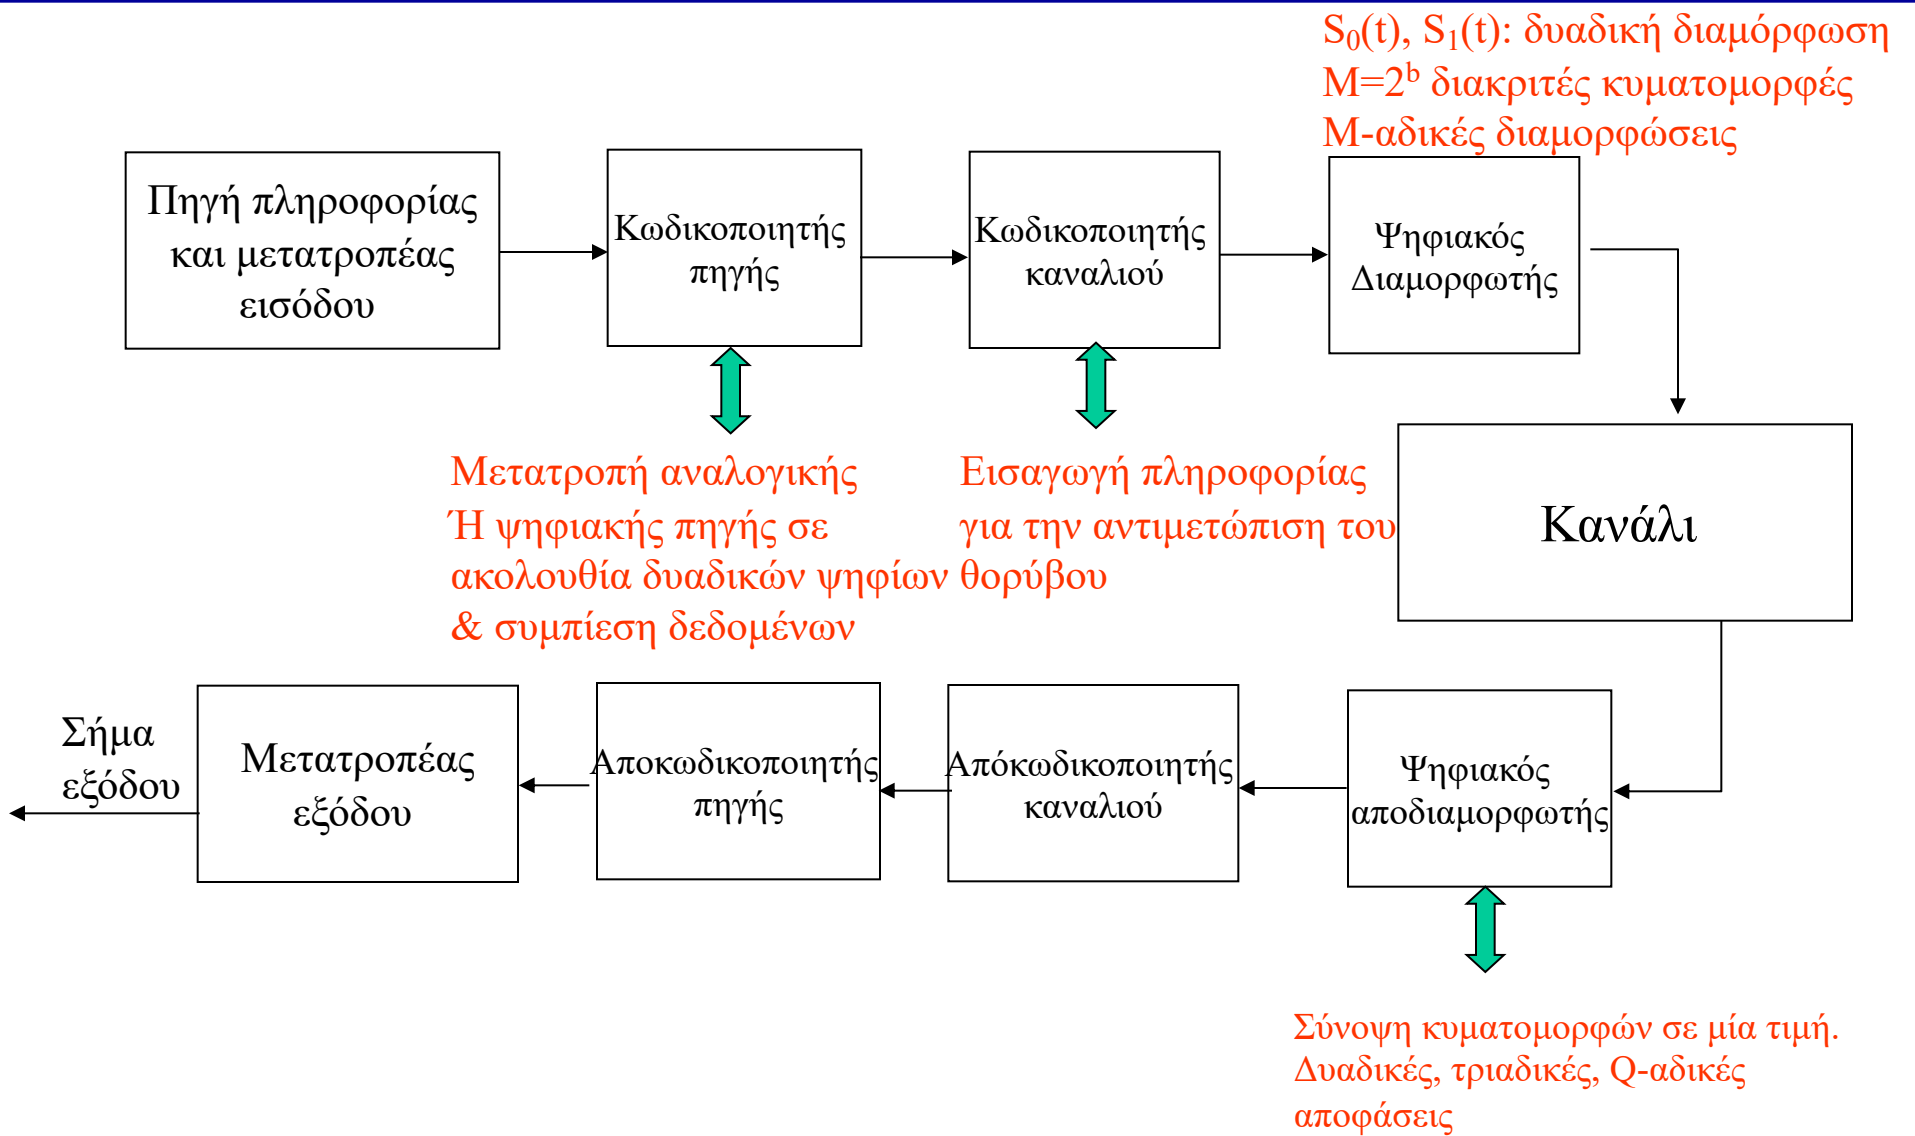 S₀(t), S₁(t): δυαδική διαμόρφωση
M=2ᵇ διακριτές κυματομορφές
Μ-αδικές διαμορφώσεις
Πηγή πληροφορίας
και μετατροπέας
εισόδου
Κωδικοποιητής
πηγής
Κωδικοποιητής
καναλιού
Ψηφιακός
Διαμορφωτής
Μετατροπή αναλογικής
Ή ψηφιακής πηγής σε
ακολουθία δυαδικών ψηφίων
& συμπίεση δεδομένων
Εισαγωγή πληροφορίας
για την αντιμετώπιση του
θορύβου
Κανάλι
Σήμα
εξόδου
Μετατροπέας
εξόδου
Αποκωδικοποιητής
πηγής
Απόκωδικοποιητής
καναλιού
Ψηφιακός
αποδιαμορφωτής
Σύνοψη κυματομορφών σε μία τιμή.
Δυαδικές, τριαδικές, Q-αδικές
αποφάσεις